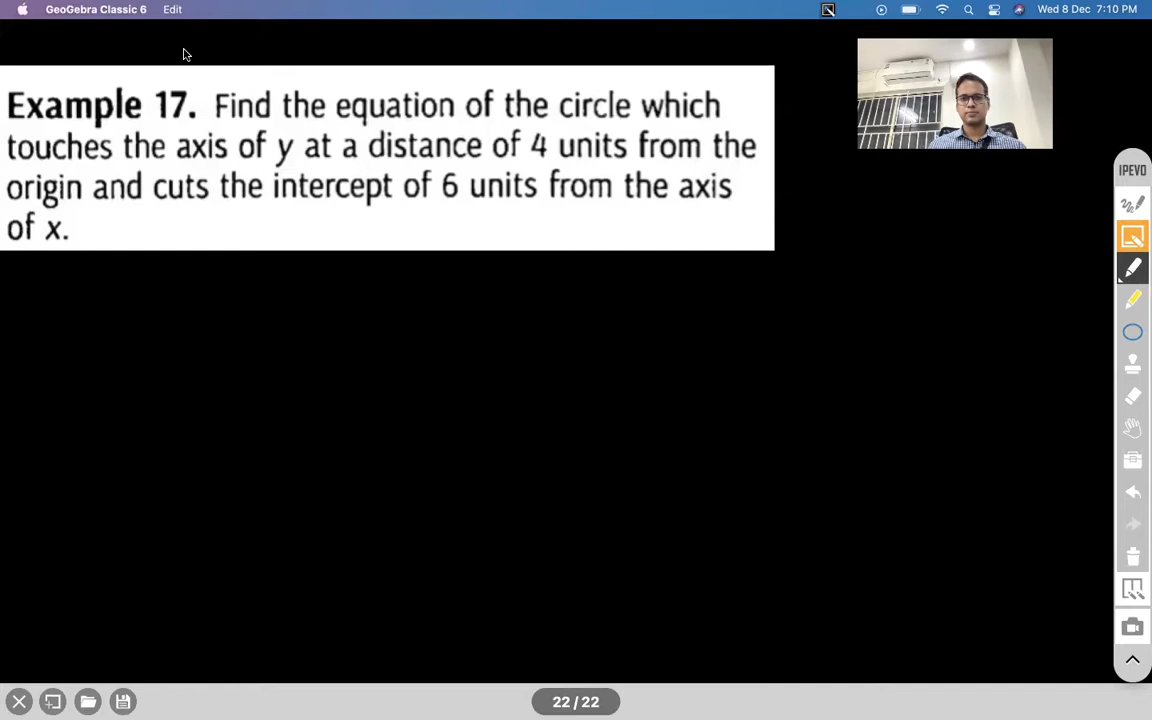 GeoGebra Classic 6 Edit Wed 8 Dec 7:10 PM
Example 17. Find the equation of the circle which
touches the axis of y at a distance of 4 units from the
origin and cuts the intercept of 6 units from the axis
of x.
IPEVO
22 / 22